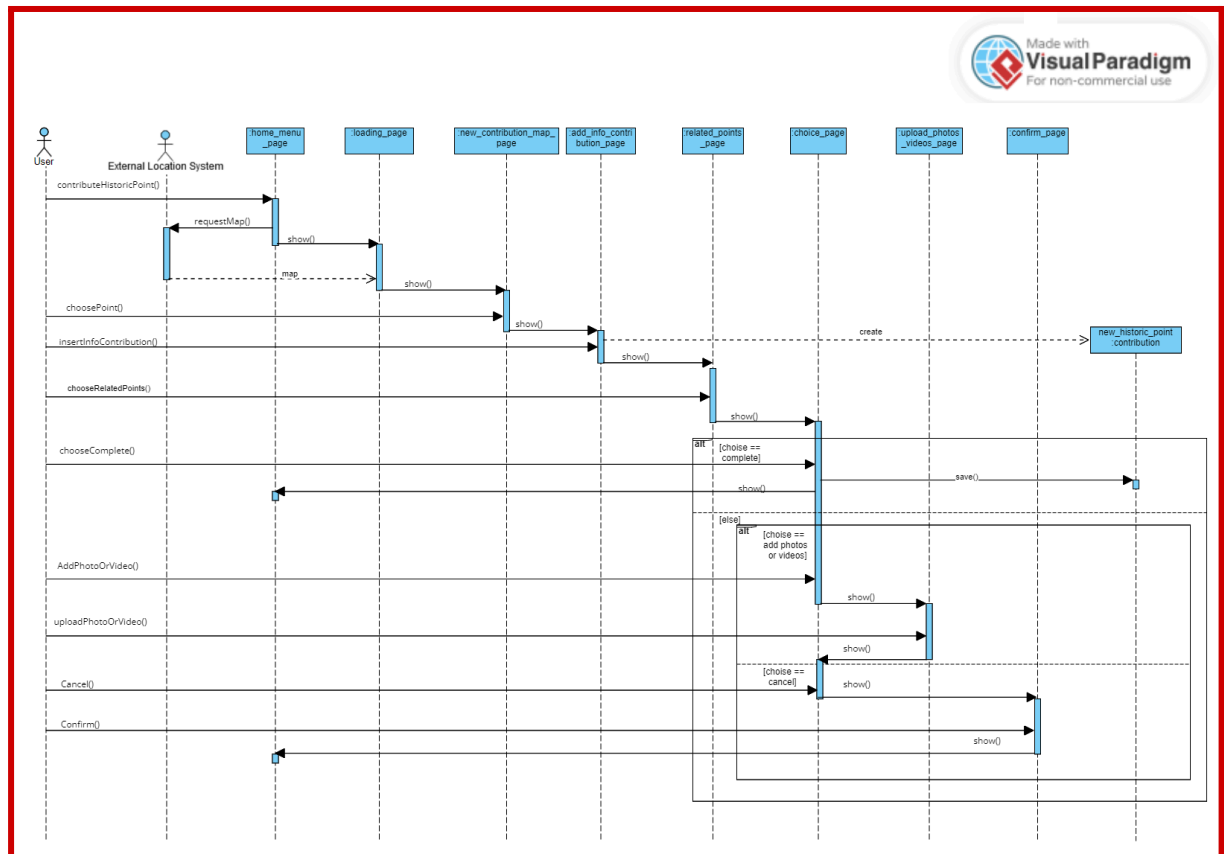 Made with
Visual Paradigm
For non-commercial use
User
External Location System
:home_menu
_page
:loading_page
:new_contribution_map_
page
:add_info_contri
bution_page
:related_points
_page
:choice_page
:upload_photos
_videos_page
:confirm_page
contributeHistoricPoint()
requestMap()
show()
map
show()
choosePoint()
show()
create
new_historic_point
:contribution
insertInfoContribution()
show()
chooseRelatedPoints()
show()
alt
[choise ==
complete]
chooseComplete()
save()
show()
[else]
alt
[choise ==
add photos
or videos]
AddPhotoOrVideo()
show()
uploadPhotoOrVideo()
show()
[choise ==
cancel]
Cancel()
show()
Confirm()
show()